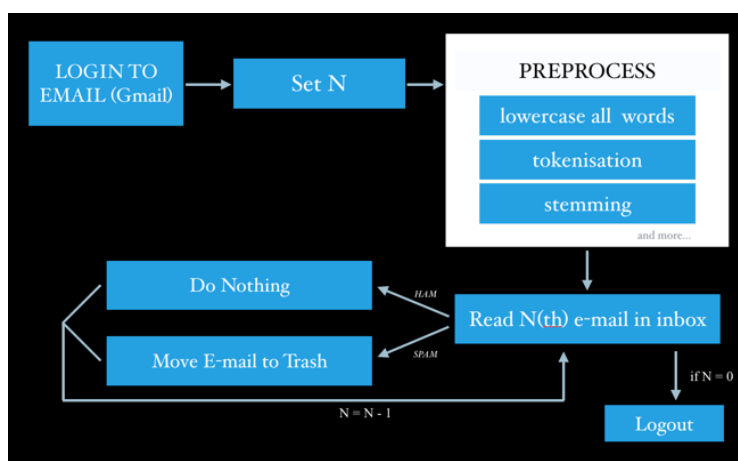 LOGIN TO
EMAIL (Gmail)
Set N
PREPROCESS
lowercase all words
tokenisation
stemming
and more...
Do Nothing
HAM
Read N(th) e-mail in inbox
Move E-mail to Trash
SPAM
if N = 0
N = N - 1
Logout